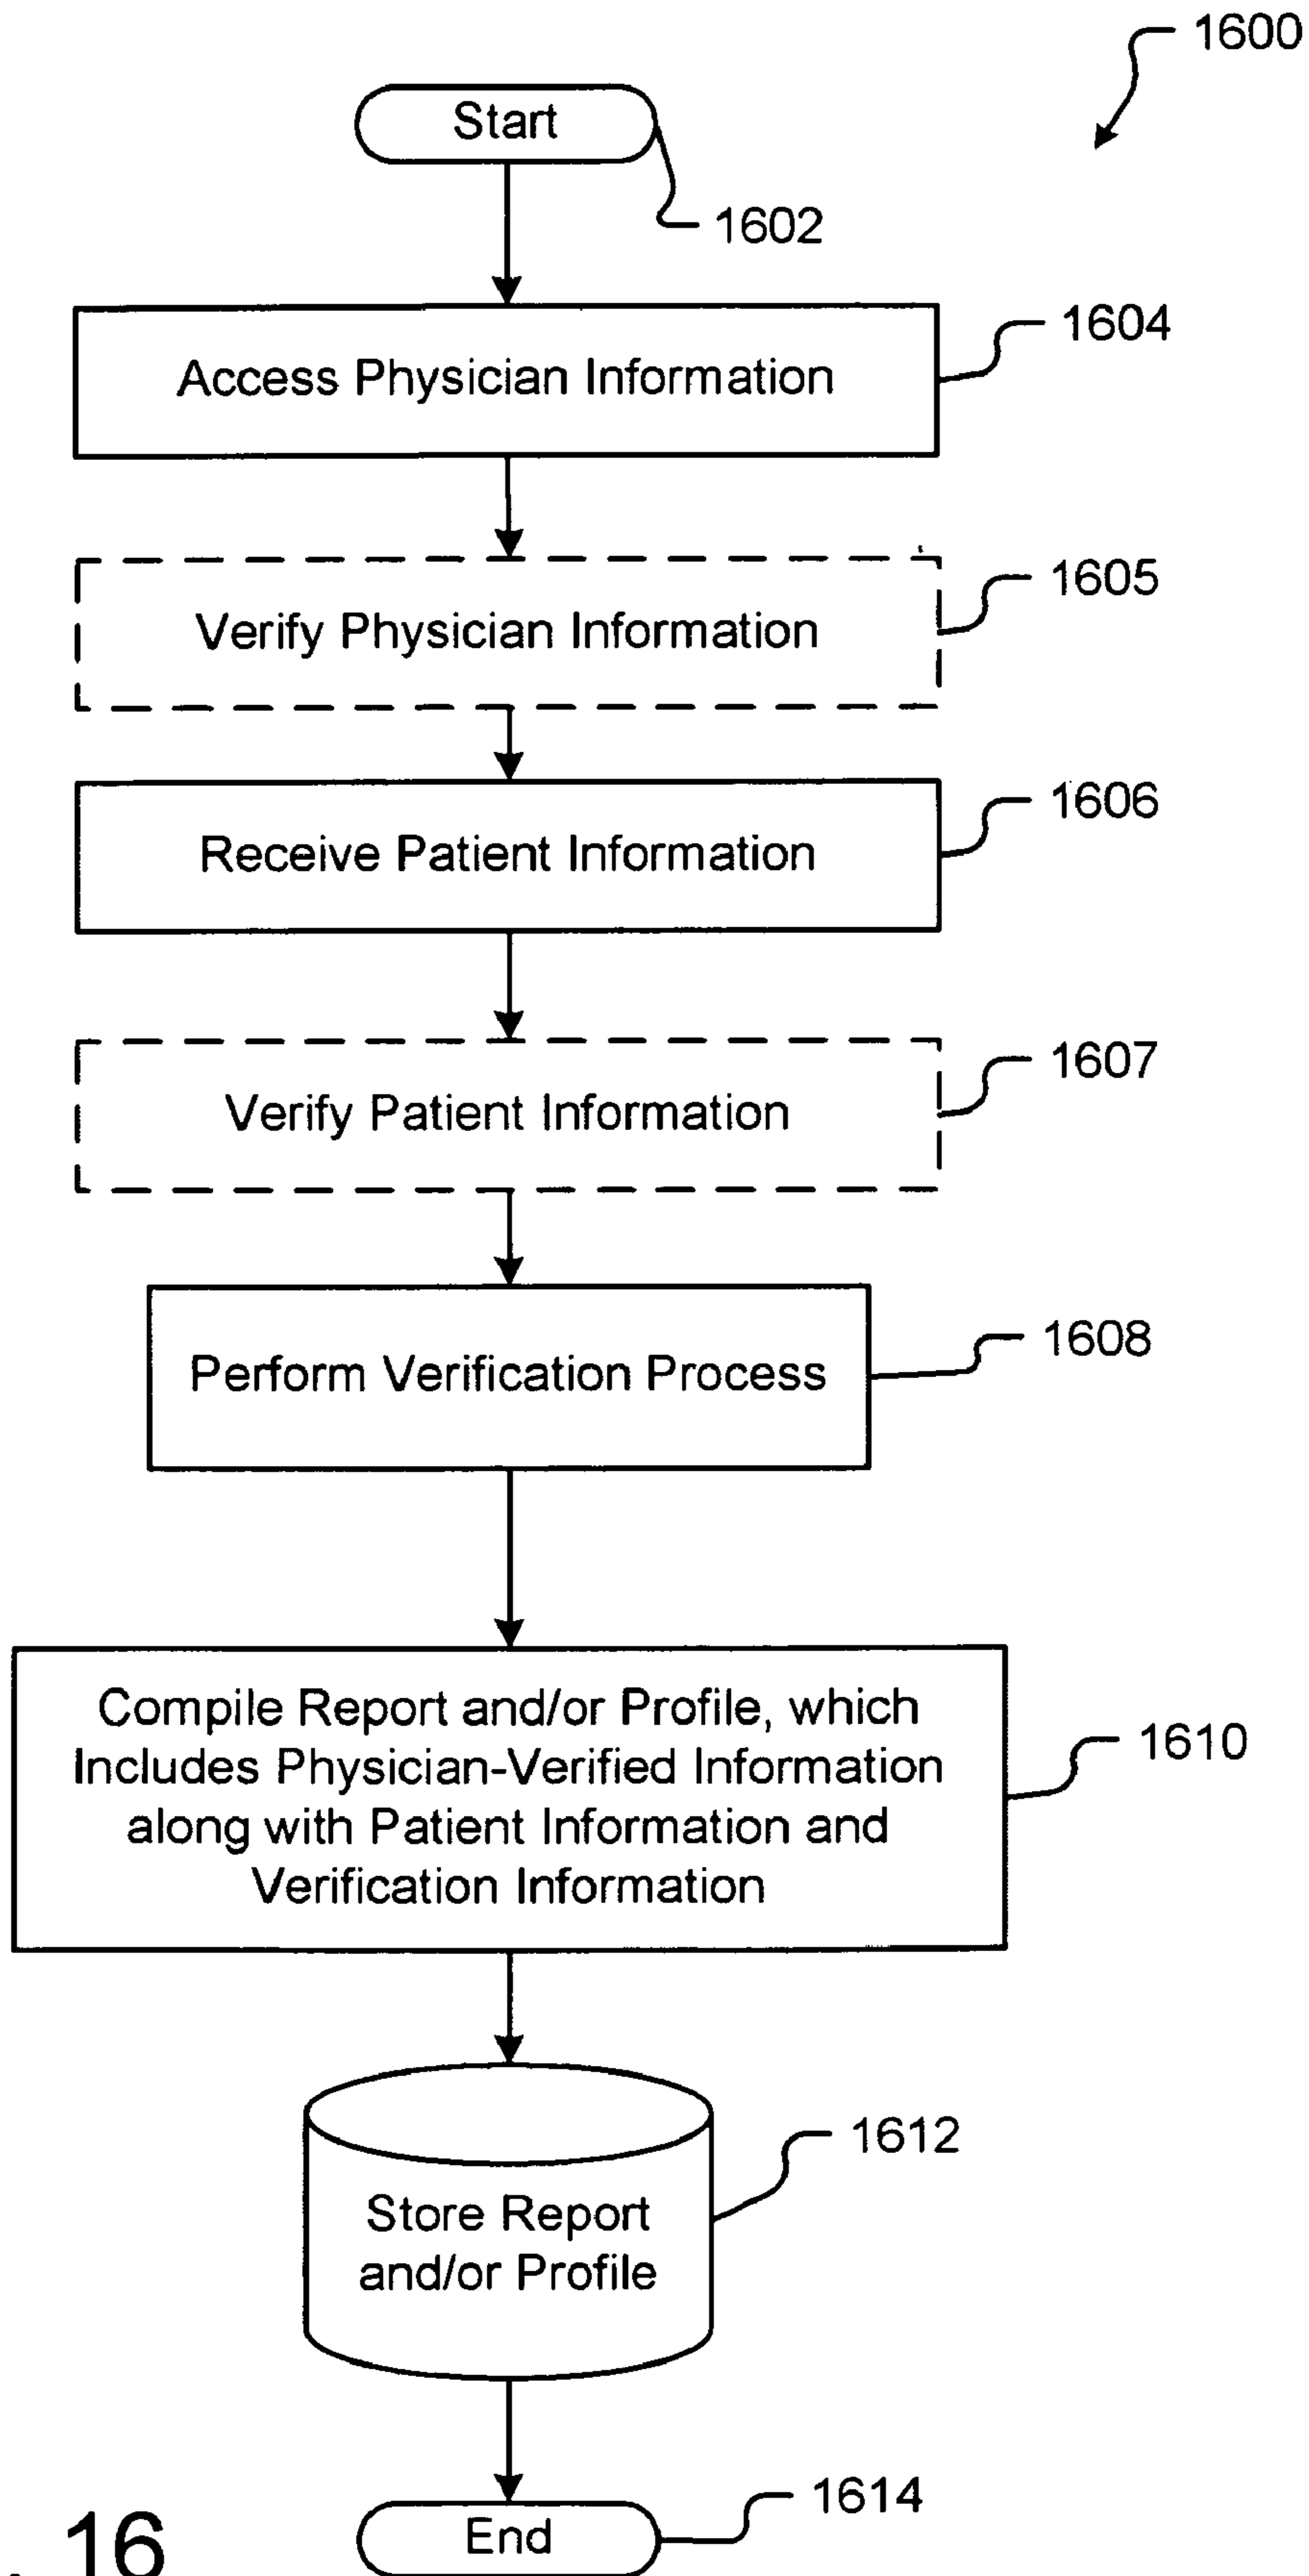 1600
Start
1602
Access Physician Information
1604
Verify Physician Information
1605
Receive Patient Information
1606
Verify Patient Information
1607
Perform Verification Process
1608
Compile Report and/or Profile, which
Includes Physician-Verified Information
along with Patient Information and
Verification Information
1610
Store Report
and/or Profile
1612
End
1614
. 16